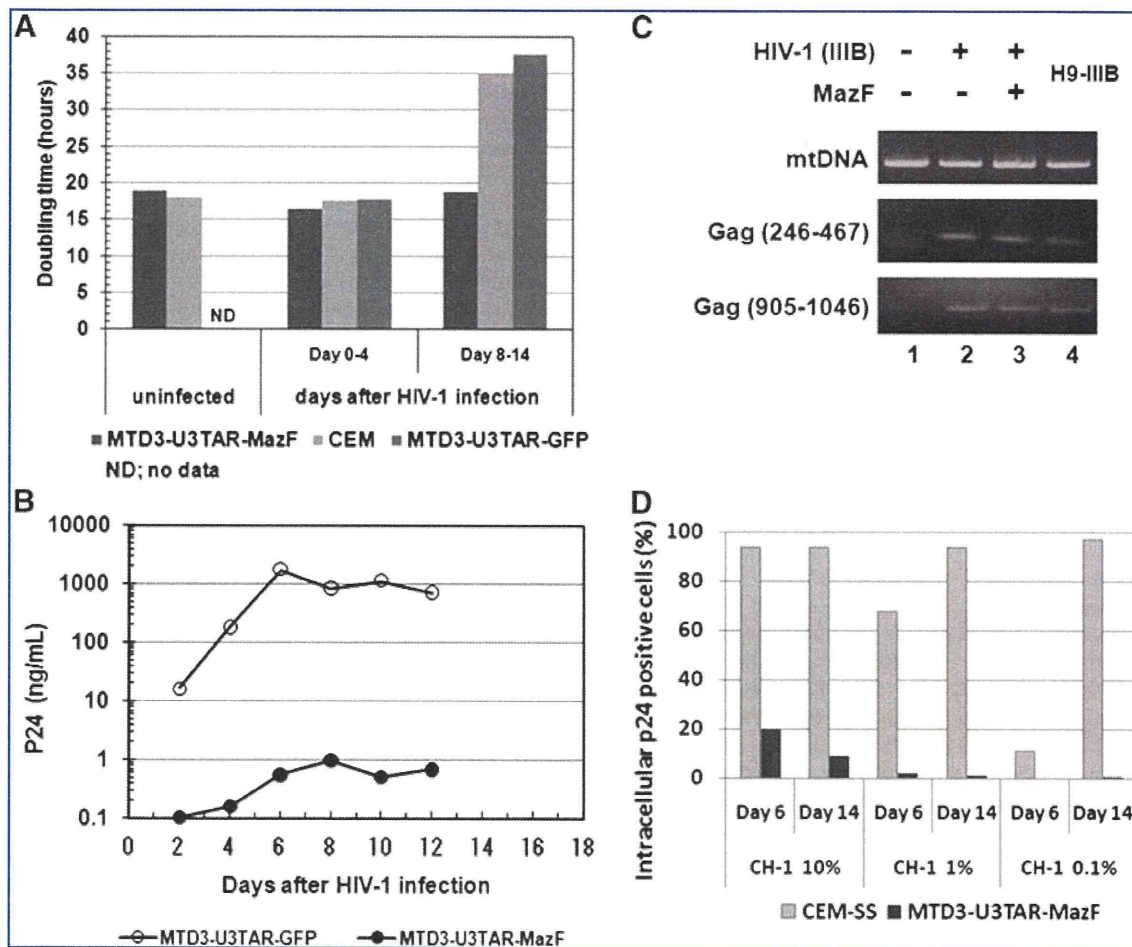 A
Doubling time (hours)
40
35
30
25
20
15
10
5
0
ND
Day 0-4
Day 8-14
uninfected
days after HIV-1 infection
MTD3-U3TAR-MazF CEM MTD3-U3TAR-GFP
ND; no data
B
P24 (ng/mL)
10000
1000
100
10
1
0.1
0 2 4 6 8 10 12 14 16 18
Days after HIV-1 infection
MTD3-U3TAR-GFP MTD3-U3TAR-MazF
C
HIV-1 (IIIB) - + + H9-IIIB
MazF - - +
mtDNA
Gag (246-467)
Gag (905-1046)
1 2 3 4
D
Intracellular p24 positive cells (%)
100
80
60
40
20
0
Day 6 Day 14 Day 6 Day 14 Day 6 Day 14
CH-1 10% CH-1 1% CH-1 0.1%
CEM-SS MTD3-U3TAR-MazF